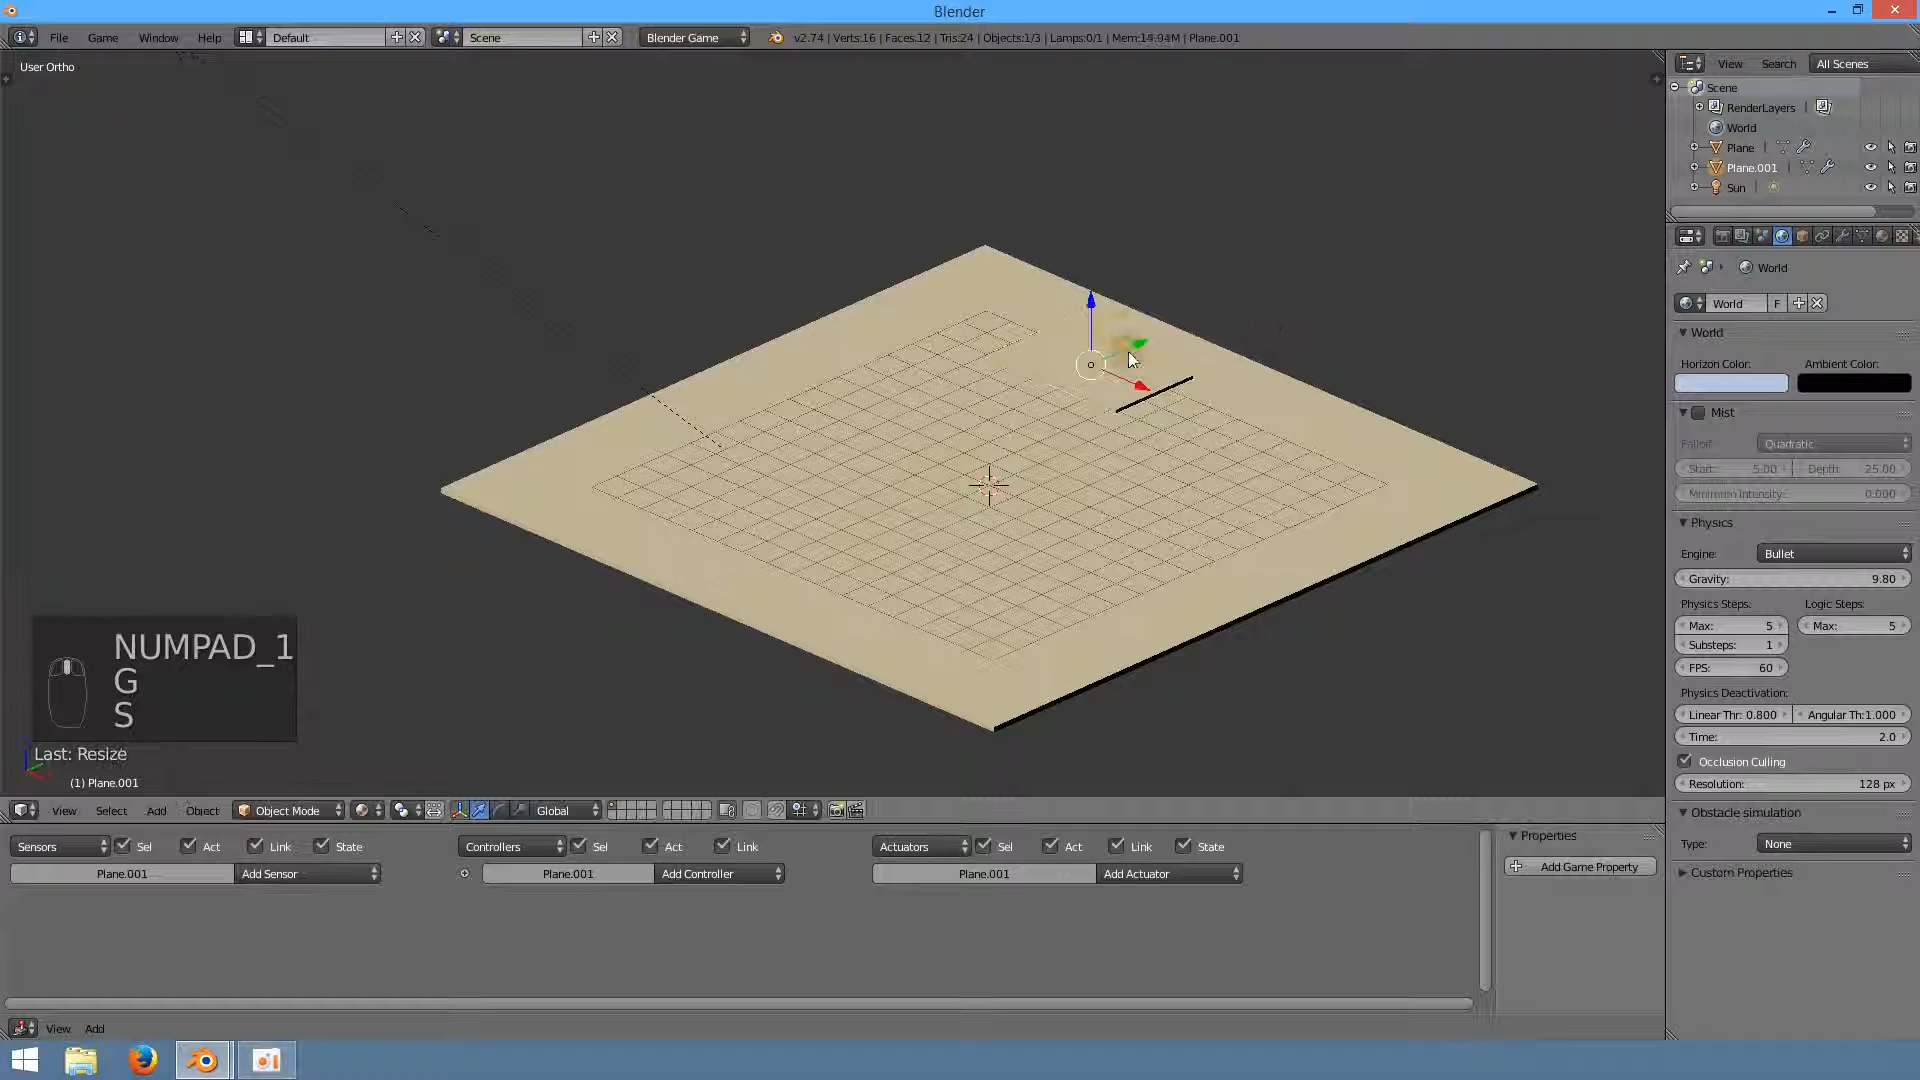 Blender
File Game Window Help Default Scene Blender Game v2.74 | Verts:16 | Faces:12 | Tris:24 | Objects:1/3 | Lamps:0/1 | Mem:15.94M | Plane.001
User Ortho
View Search All Scenes
Scene
RenderLayers
World
Plane
Plane.001
Sun
World
World F
World
Horizon Color: Ambient Color:
Mist
Falloff Quadratic
Start: 5.00 Depth: 25.00
Minimum Intensity: 0.000
Physics
Engine: Bullet
Gravity: 9.80
Physics Steps: Logic Steps:
Max: 5 Max: 5
Substeps: 1
FPS: 60
Physics Deactivation:
Linear Thr: 0.800 Angular Th:1.000
Time: 2.0
Occlusion Culling
Resolution: 128 px
Obstacle simulation
Type: None
Custom Properties
NUMPAD_1
G
S
Last: Resize
(1) Plane.001
View Select Add Object Object Mode Global
Sensors Sel Act Link State Controllers Sel Act Link Actuators Sel Act Link State
Plane.001 Add Sensor Plane.001 Add Controller Plane.001 Add Actuator
Properties
Add Game Property
View Add